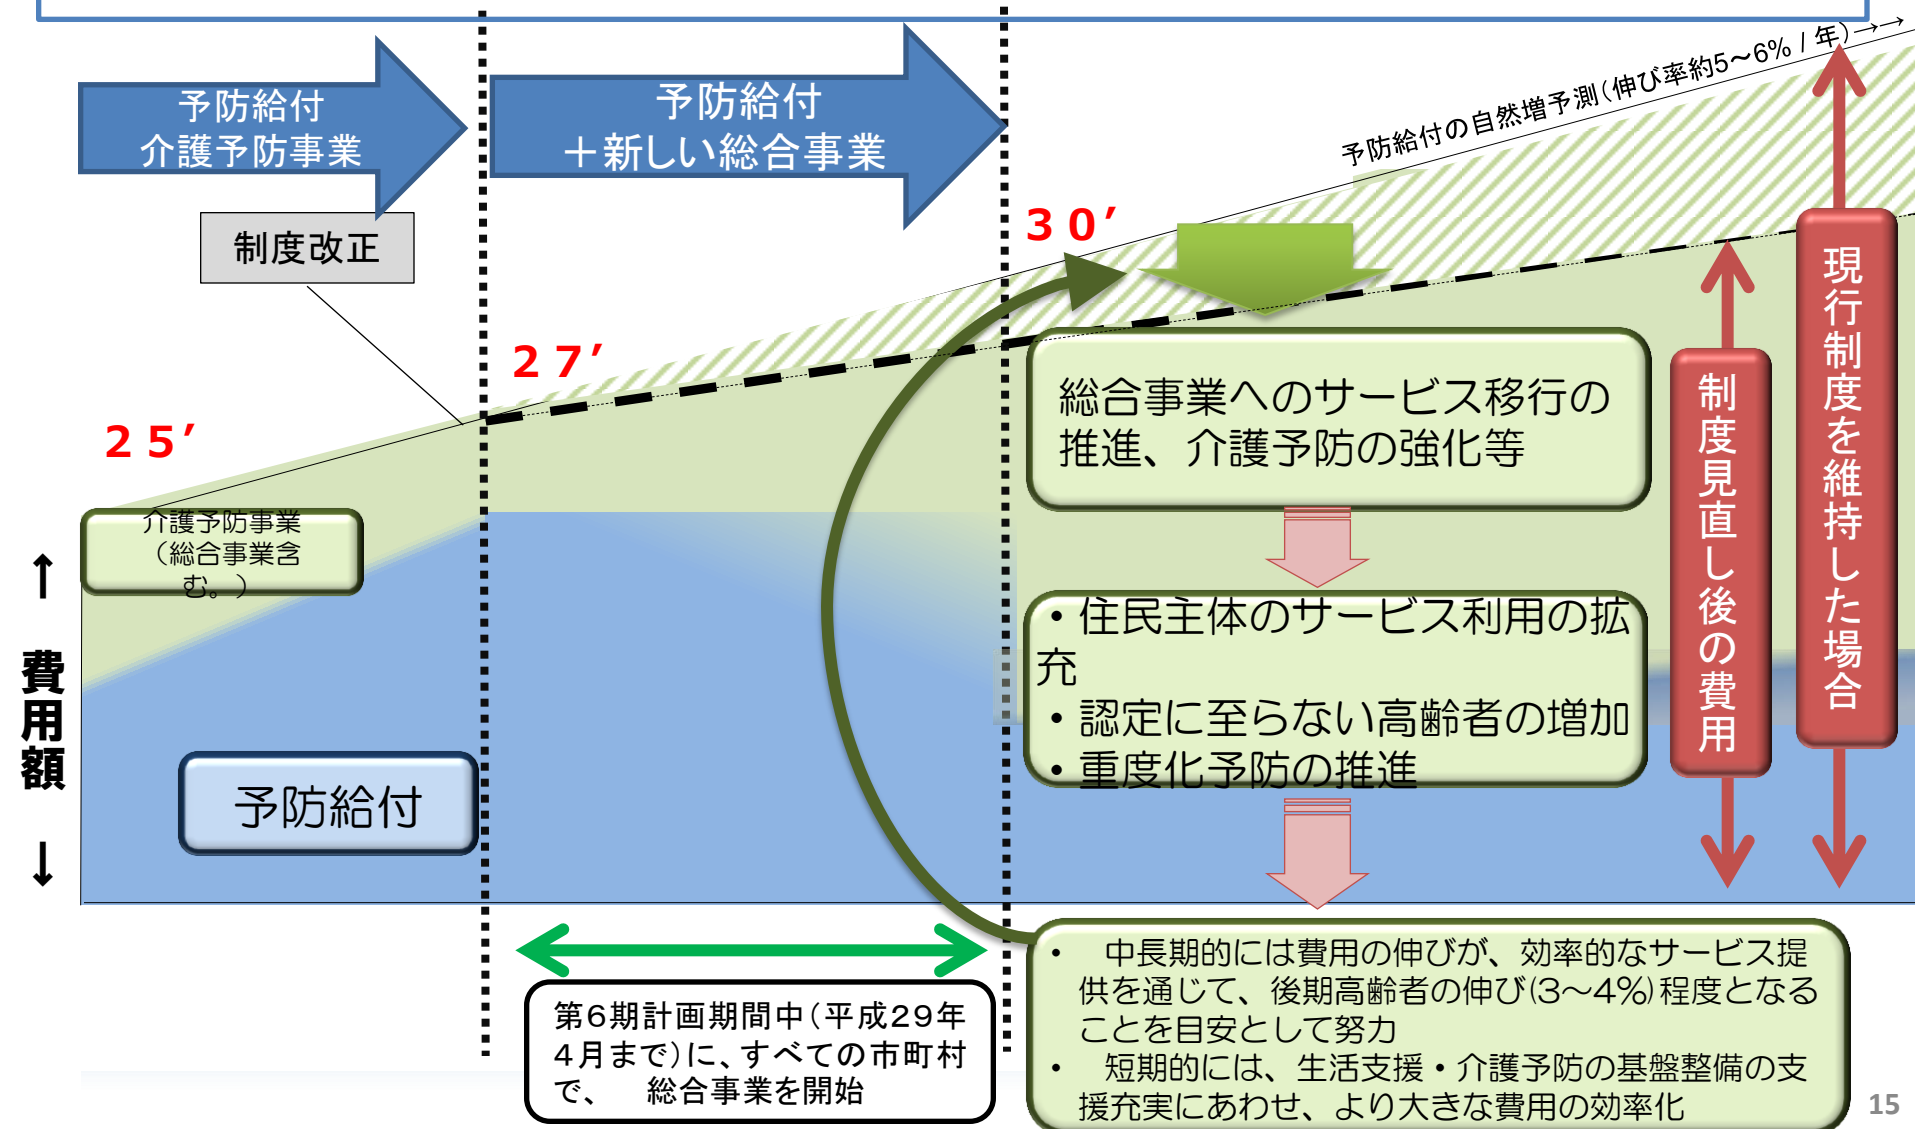 予防給付
介護予防事業
予防給付
＋新しい総合事業
予防給付の自然増予測(伸び率約5～6% / 年)→→
制度改正
３０’
２７’
２５’
介護予防事業
（総合事業含
む。）
総合事業へのサービス移行の
推進、介護予防の強化等
制度見直し後の費用
現行制度を維持した場合
↑
費用額
↓
・住民主体のサービス利用の拡
充
・認定に至らない高齢者の増加
・重度化予防の推進
予防給付
第6期計画期間中(平成29年
4月まで)に、すべての市町村
で、　総合事業を開始
•　中長期的には費用の伸びが、効率的なサービス提
供を通じて、後期高齢者の伸び(3～4%)程度となる
ことを目安として努力
•　短期的には、生活支援・介護予防の基盤整備の支
援充実にあわせ、より大きな費用の効率化
15